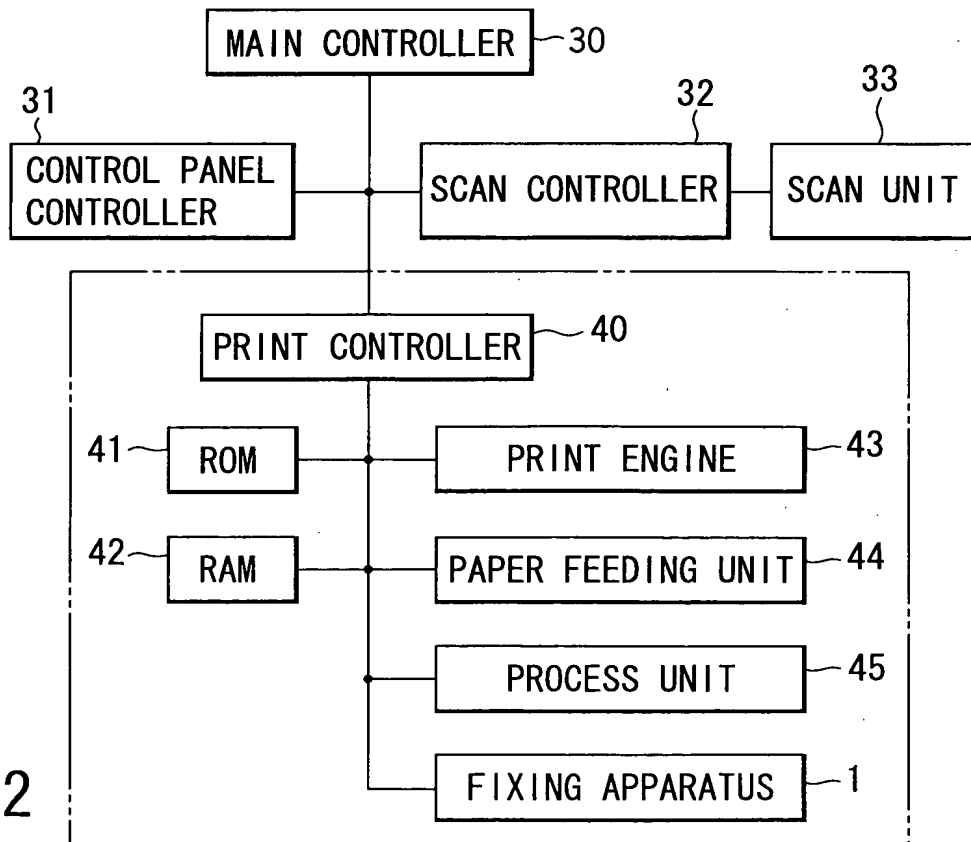 MAIN CONTROLLER 30
31
32
33
CONTROL PANEL
CONTROLLER
SCAN CONTROLLER
SCAN UNIT
PRINT CONTROLLER 40
41 ROM
PRINT ENGINE 43
42 RAM
PAPER FEEDING UNIT 44
PROCESS UNIT 45
FIXING APPARATUS 1
2